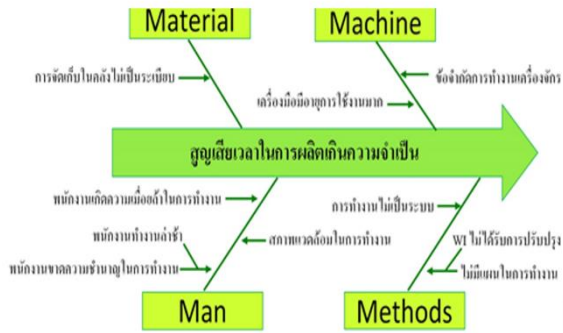 Material
Machine
การจัดเก็บในคลังไม่เป็นระเบียบ
ข้อจำกัดการทำงานเครื่องจักร
เครื่องมือมีอายุการใช้งานมาก
สูญเสียเวลาในการผลิตเกินความจำเป็น
พนักงานเกิดความเมื่อยล้าในการทำงาน
การทำงานไม่เป็นระบบ
พนักงานทำงานล่าช้า
สภาพแวดล้อมในการทำงาน
WI ไม่ได้รับการปรับปรุง
พนักงานขาดความชำนาญในการทำงาน
ไม่มีแผนในการทำงาน
Man
Methods